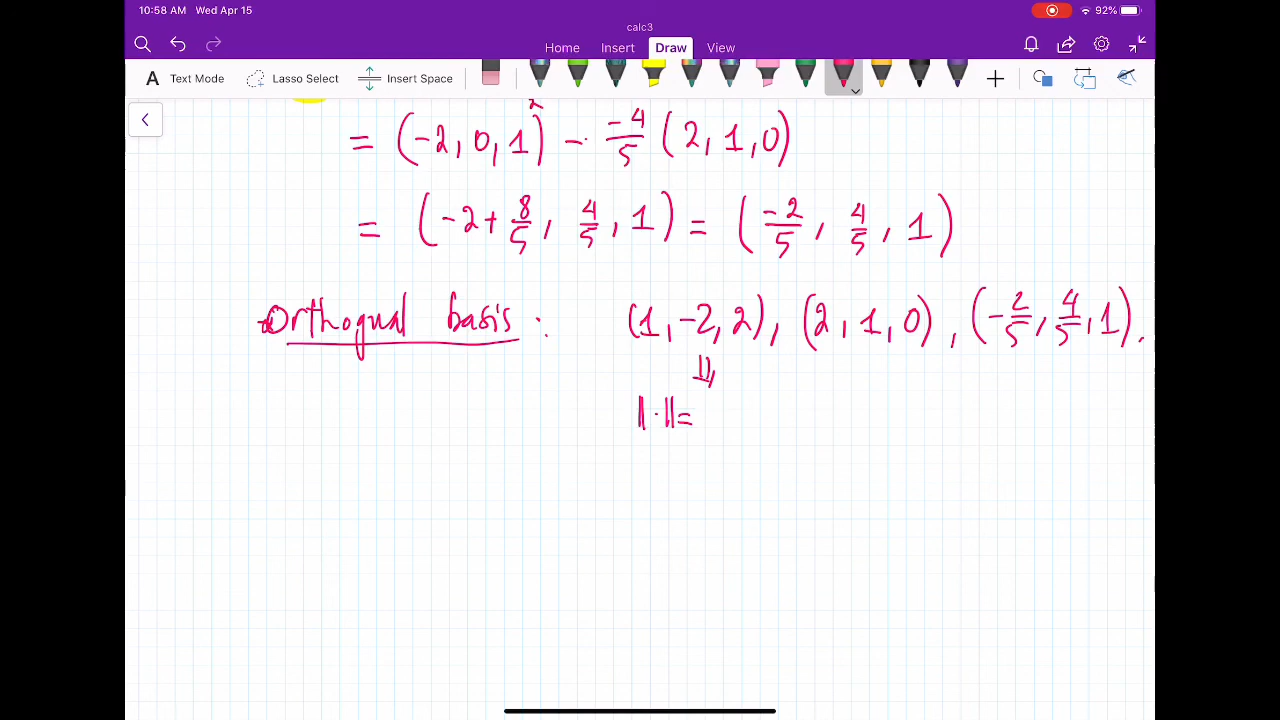 10:58 AM Wed Apr 15 92%
calc3
Home Insert Draw View
A Text Mode Lasso Select Insert Space
2
= (-2, 0, 1) - -4/5 (2, 1, 0)
= (-2 + 8/5, 4/5, 1) = (-2/5, 4/5, 1)
Orthogual basis : (1, -2, 2), (2, 1, 0), (-2/5, 4/5, 1).
||
||·||=